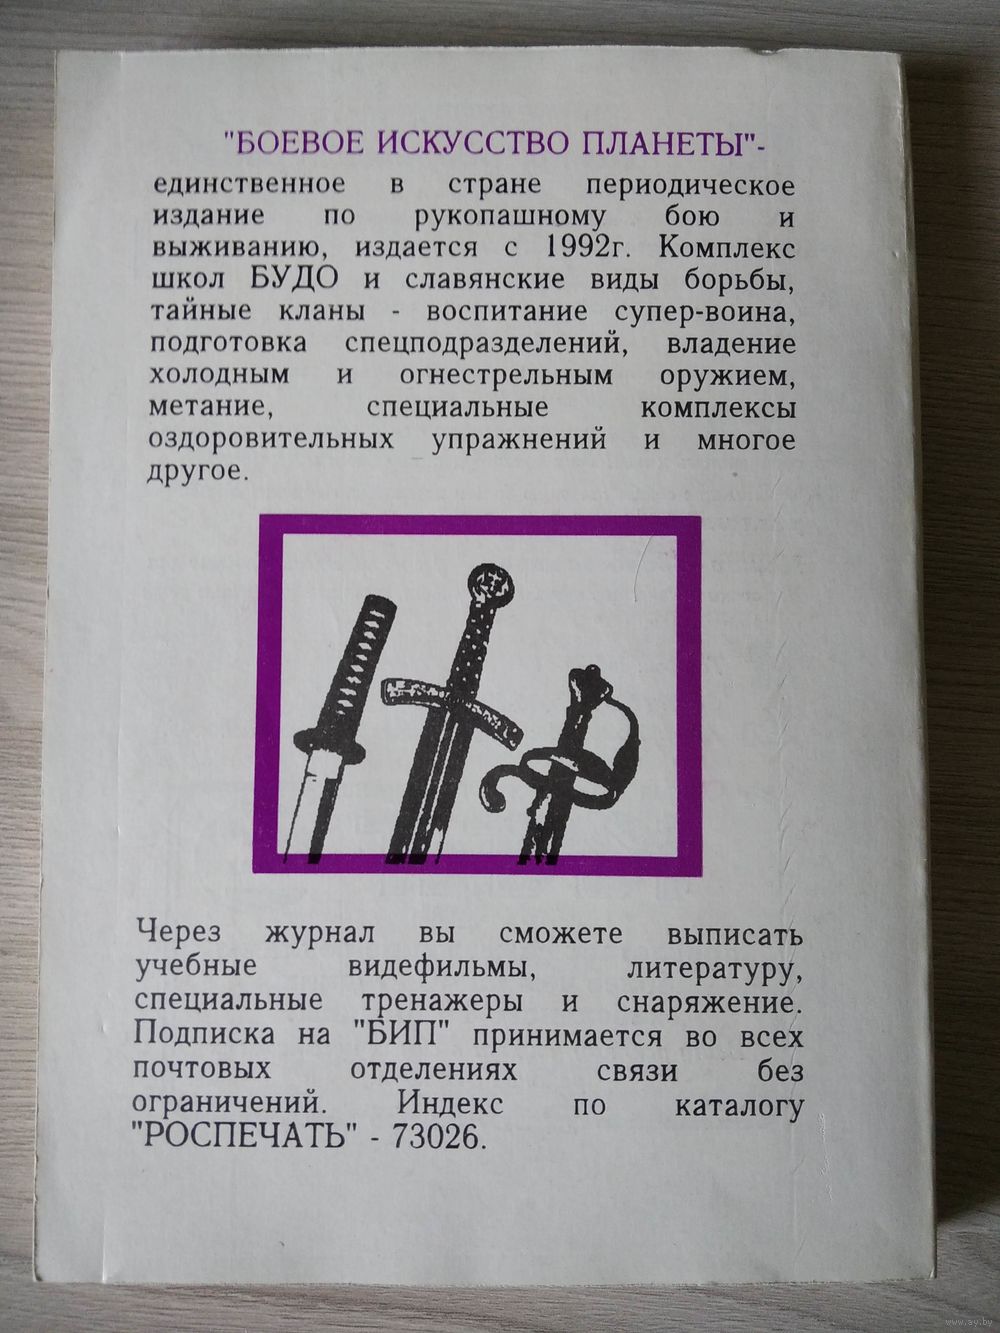 "БОЕВОЕ ИСКУССТВО ПЛАНЕТЫ"-
единственное в стране периодическое
издание по рукопашному бою и
выживанию, издается с 1992г. Комплекс
школ БУДО и славянские виды борьбы,
тайные кланы - воспитание супер-воина,
подготовка спецподразделений, владение
холодным и огнестрельным оружием,
метание, специальные комплексы
оздоровительных упражнений и многое
другое.
Через журнал вы сможете выписать
учебные видефильмы, литературу,
специальные тренажеры и снаряжение.
Подписка на "БИП" принимается во всех
почтовых отделениях связи без
ограничений. Индекс по каталогу
"РОСПЕЧАТЬ" - 73026.
www.ay.by